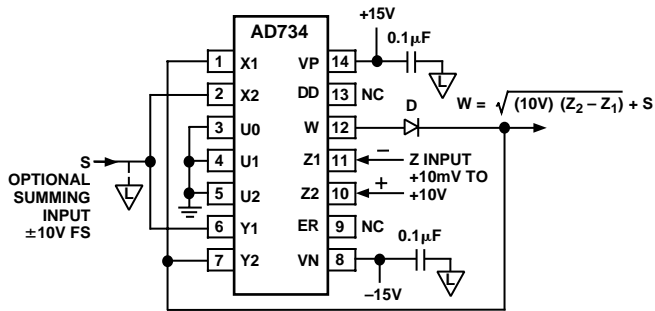 +15V
AD734
0.1µF
1 X1 VP 14
L
2 X2 DD 13 NC
D
W = √(10V) (Z2 – Z1) + S
3 U0 W 12
S
OPTIONAL
SUMMING
INPUT
±10V FS
L
4 U1 Z1 11
–
Z INPUT
+10mV TO
+10V
5 U2 Z2 10
+
6 Y1 ER 9 NC
0.1µF
7 Y2 VN 8
L
–15V